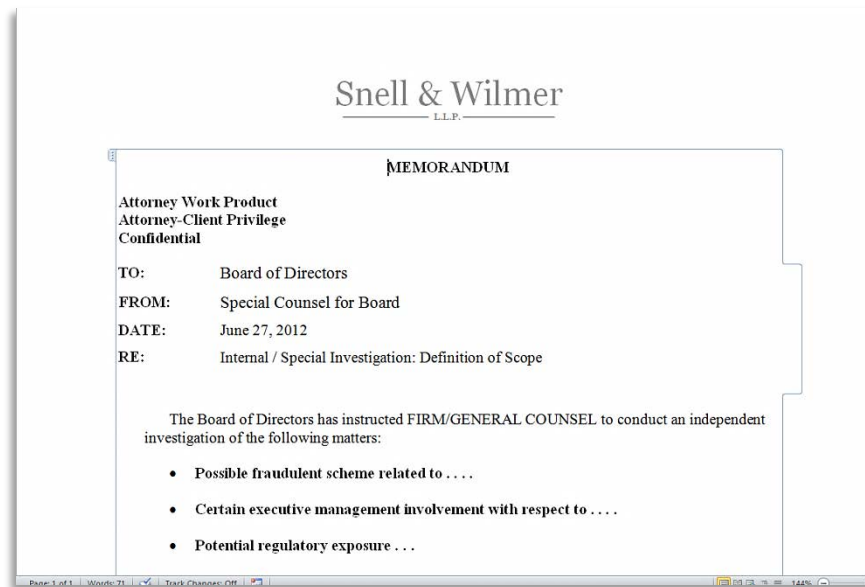 Snell & Wilmer
L.L.P.
MEMORANDUM
Attorney Work Product
Attorney-Client Privilege
Confidential
TO: Board of Directors
FROM: Special Counsel for Board
DATE: June 27, 2012
RE: Internal / Special Investigation: Definition of Scope
The Board of Directors has instructed FIRM/GENERAL COUNSEL to conduct an independent
investigation of the following matters:
• Possible fraudulent scheme related to . . . .
• Certain executive management involvement with respect to . . . .
• Potential regulatory exposure . . .
Page: 1 of 1 Words: 71 Track Changes: Off 144%